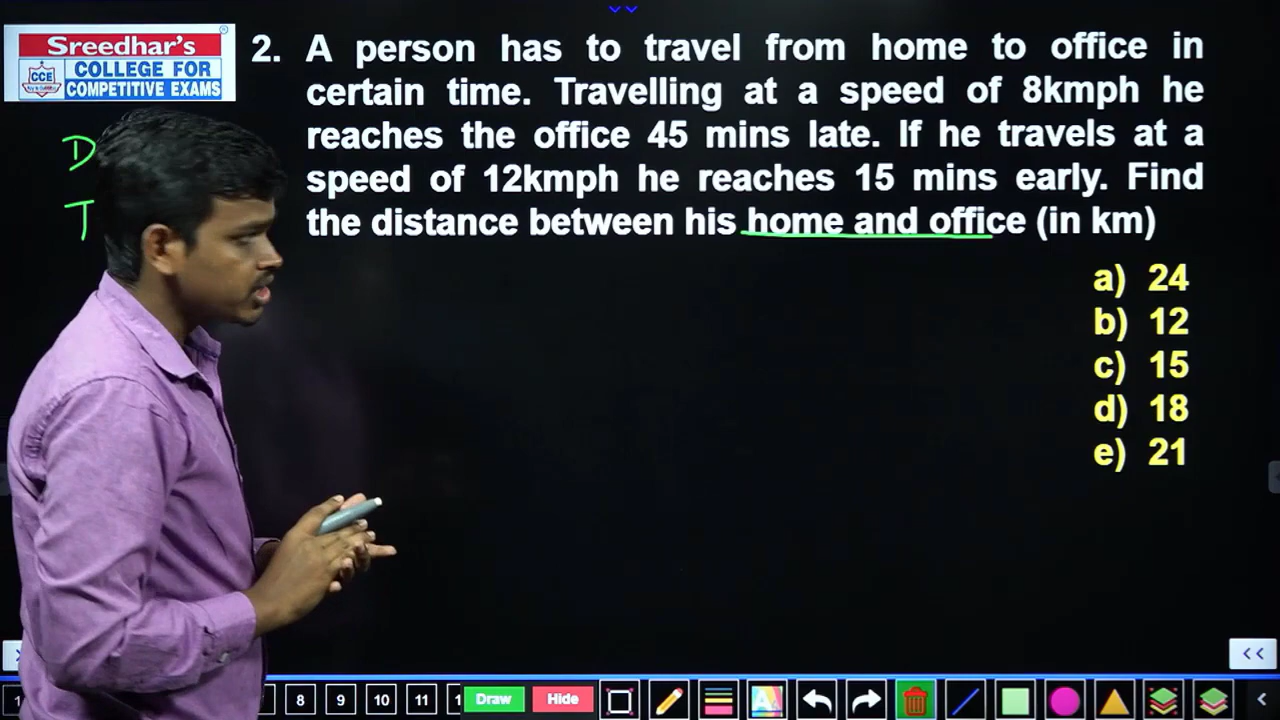 Sreedhar's
CCE
COLLEGE FOR
COMPETITIVE EXAMS
2. A person has to travel from home to office in
certain time. Travelling at a speed of 8kmph he
reaches the office 45 mins late. If he travels at a
speed of 12kmph he reaches 15 mins early. Find
the distance between his home and office (in km)
D
T
a) 24
b) 12
c) 15
d) 18
e) 21
8 9 10 11 Draw Hide